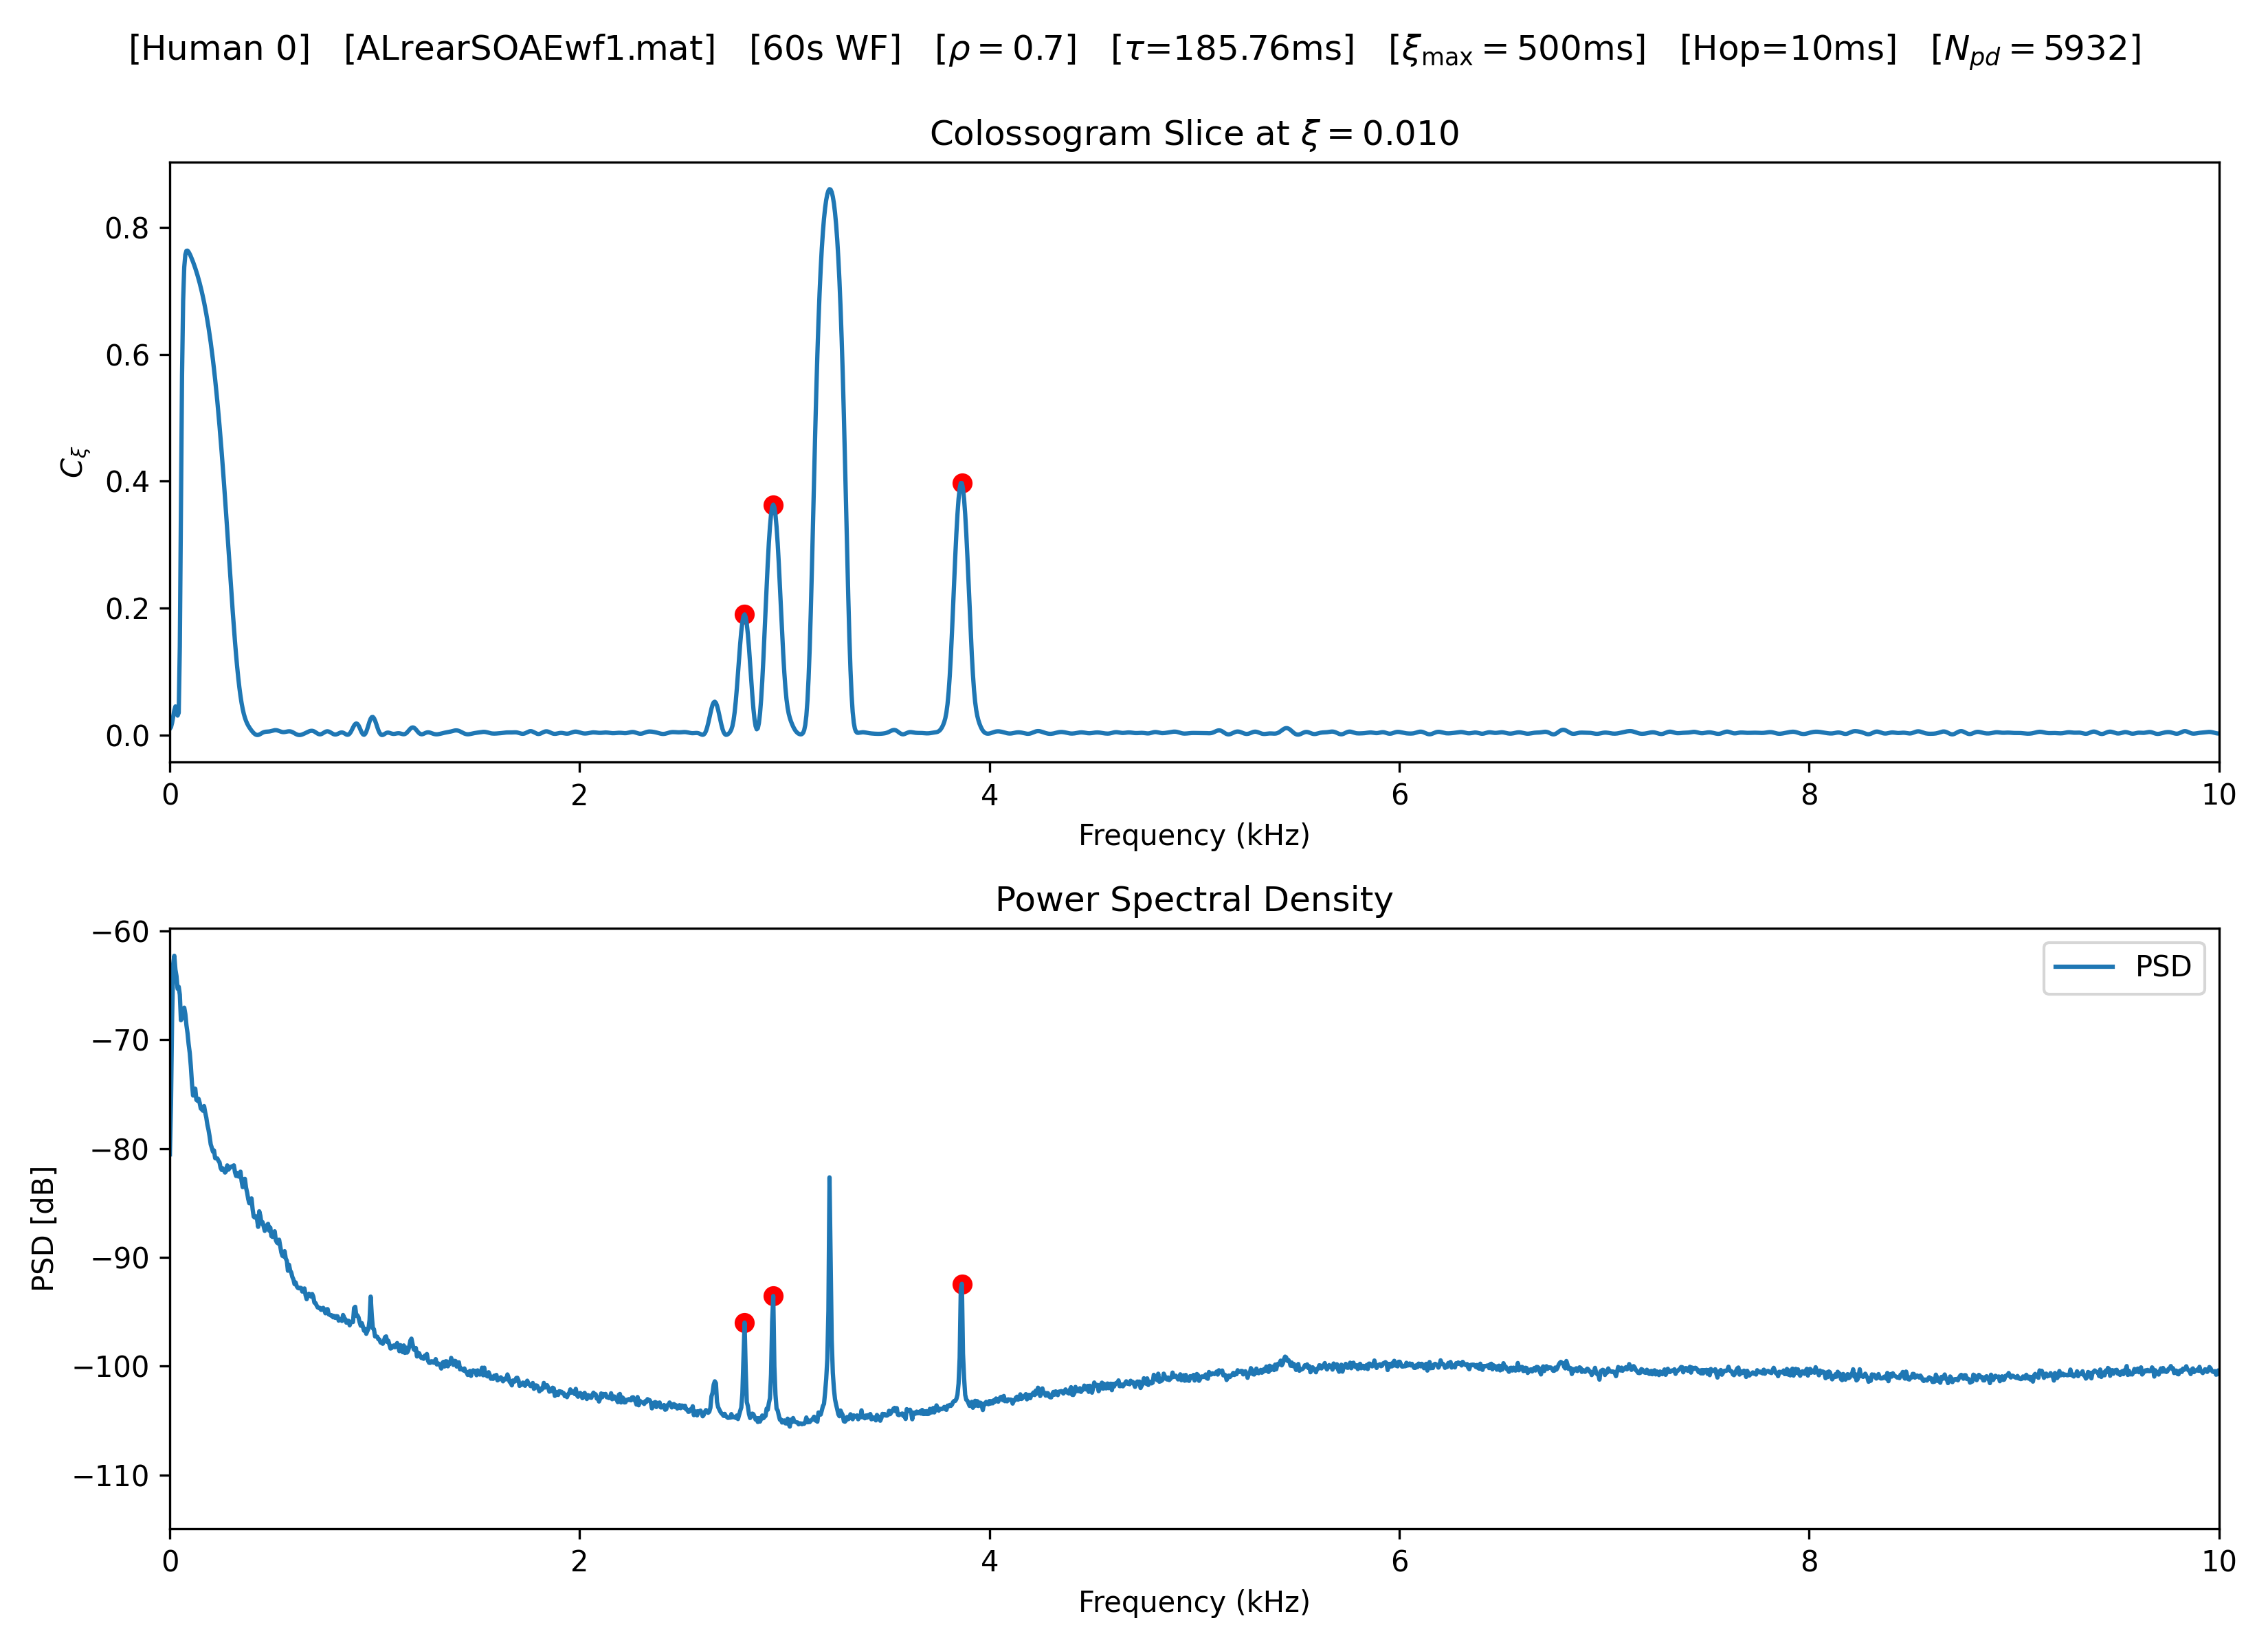 [Human 0] [ALrearSOAEwf1.mat] [60s WF] [ρ = 0.7] [τ=185.76ms] [ξmax = 500ms] [Hop=10ms] [Npd = 5932]
Colossogram Slice at ξ = 0.010
Cξ
0.8
0.6
0.4
0.2
0.0
0 2 4 6 8 10
Frequency (kHz)
Power Spectral Density
PSD [dB]
−60
−70
−80
−90
−100
−110
PSD
0 2 4 6 8 10
Frequency (kHz)